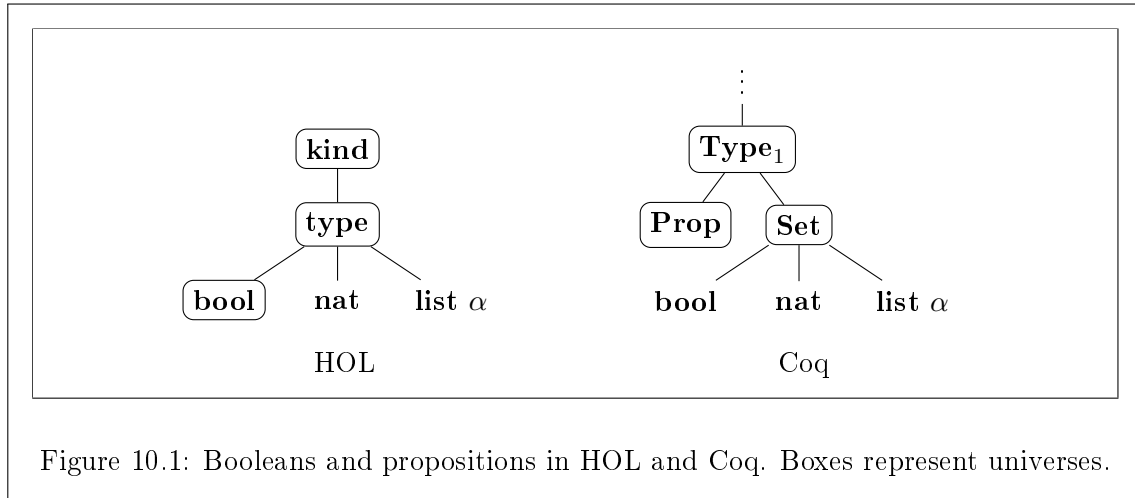 ⋮
kind
Type₁
type
Prop
Set
bool
nat
list α
bool
nat
list α
HOL
Coq
Figure 10.1: Booleans and propositions in HOL and Coq. Boxes represent universes.